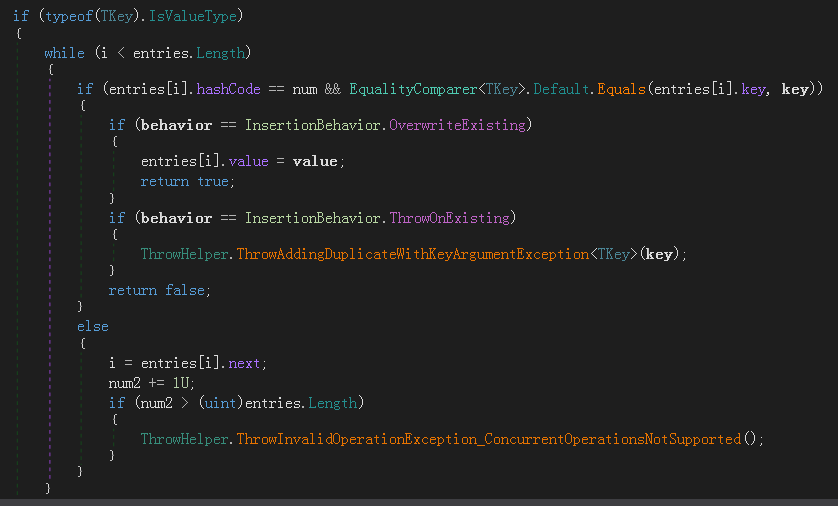 if (typeof(TKey).IsValueType)
{
    while (i < entries.Length)
    {
        if (entries[i].hashCode == num && EqualityComparer<TKey>.Default.Equals(entries[i].key, key))
        {
            if (behavior == InsertionBehavior.OverwriteExisting)
            {
                entries[i].value = value;
                return true;
            }
            if (behavior == InsertionBehavior.ThrowOnExisting)
            {
                ThrowHelper.ThrowAddingDuplicateWithKeyArgumentException<TKey>(key);
            }
            return false;
        }
        else
        {
            i = entries[i].next;
            num2 += 1U;
            if (num2 > (uint)entries.Length)
            {
                ThrowHelper.ThrowInvalidOperationException_ConcurrentOperationsNotSupported();
            }
        }
    }